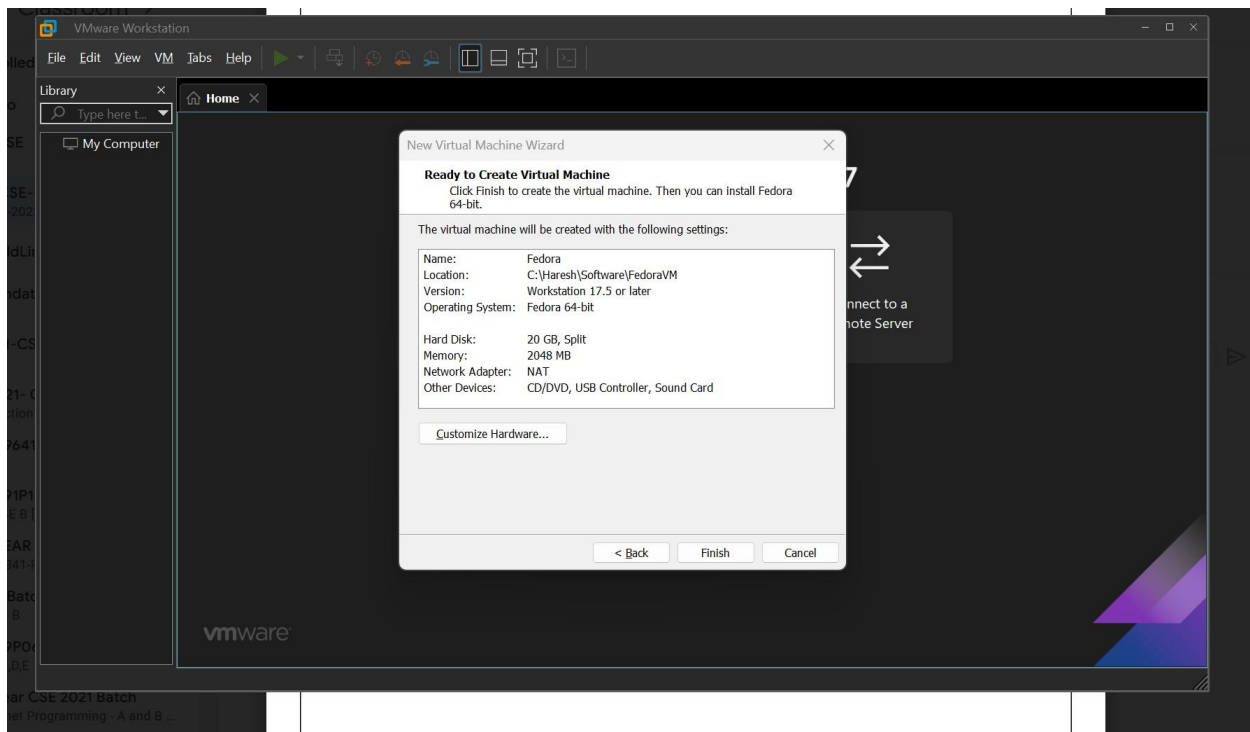 Classroom
VMware Workstation
File Edit View VM Tabs Help
Library
Home
Type here t...
My Computer
New Virtual Machine Wizard
Ready to Create Virtual Machine
Click Finish to create the virtual machine. Then you can install Fedora
64-bit.
7
The virtual machine will be created with the following settings:
Name: Fedora
Location: C:\Haresh\Software\FedoraVM
Version: Workstation 17.5 or later
Operating System: Fedora 64-bit
Hard Disk: 20 GB, Split
Memory: 2048 MB
Network Adapter: NAT
Other Devices: CD/DVD, USB Controller, Sound Card
nnect to a
note Server
Customize Hardware...
< Back Finish Cancel
vmware
ear CSE 2021 Batch
net Programming - A and B ...